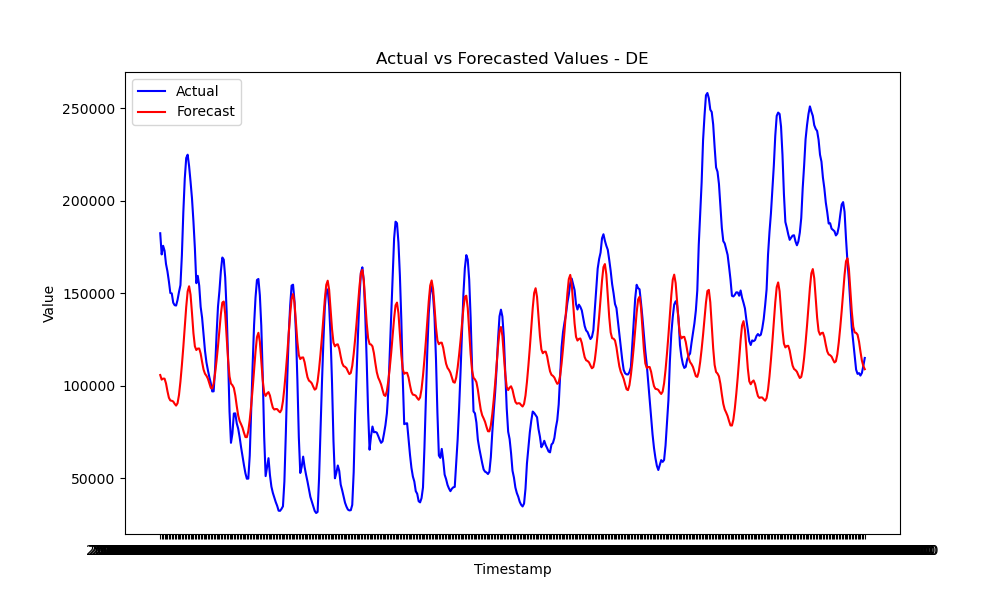 Actual vs Forecasted Values - DE
Actual
Forecast
Value
250000
200000
150000
100000
50000
Timestamp